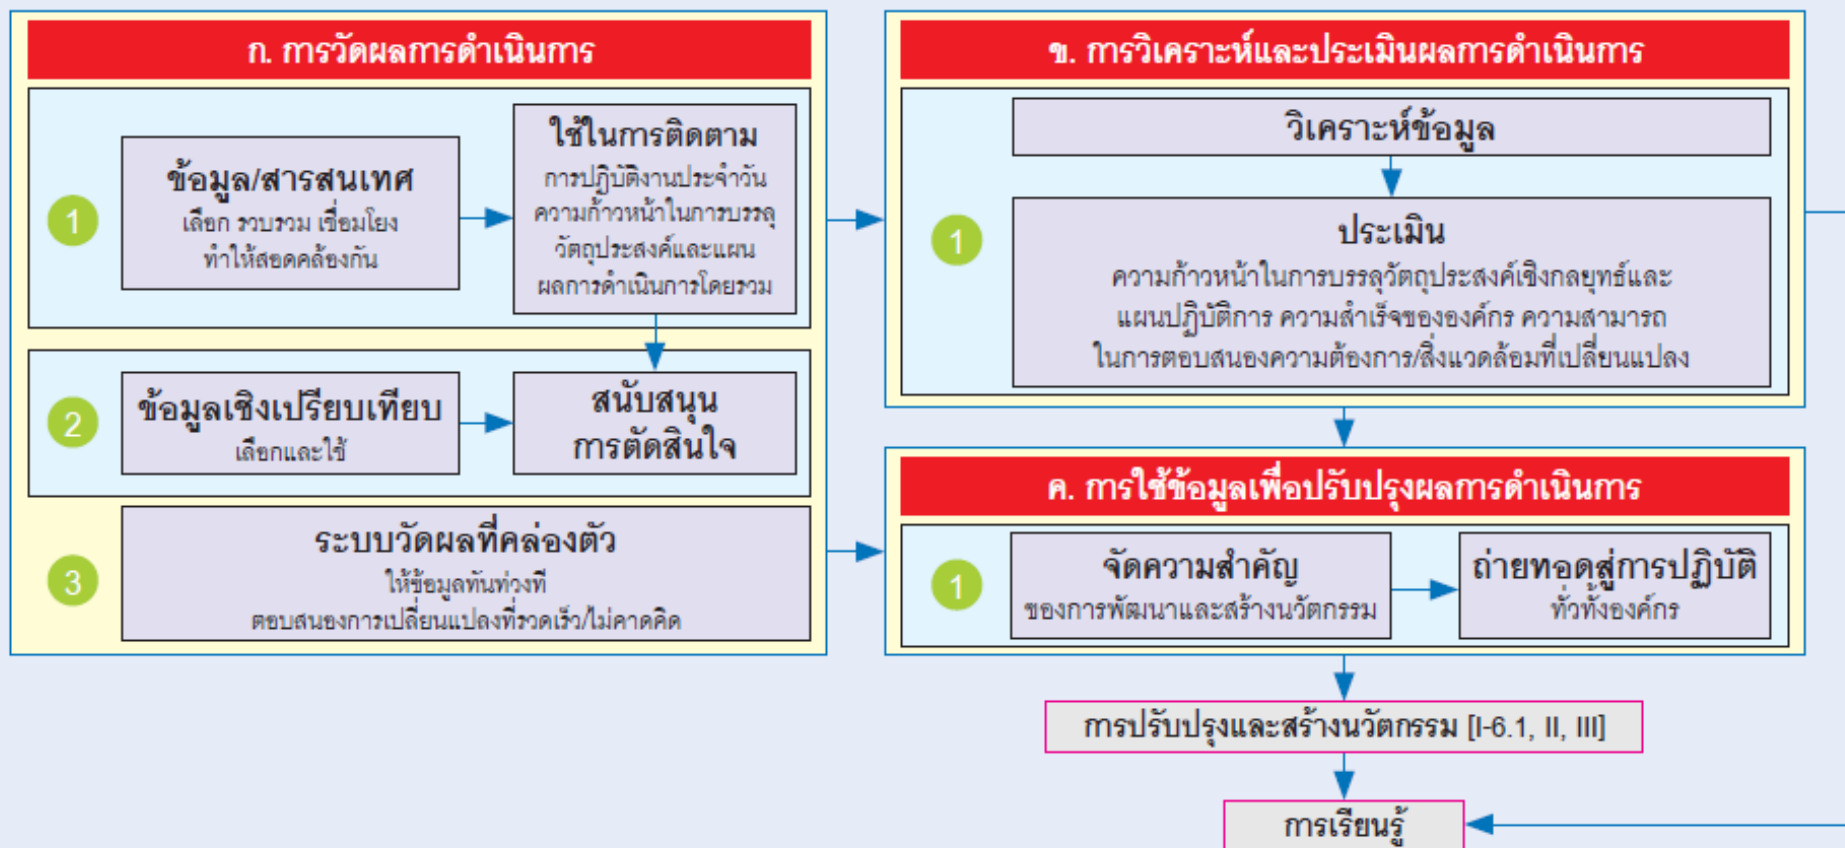 ก. การวัดผลการดำเนินการ
1
ข้อมูล/สารสนเทศ
เลือก รวบรวม เชื่อมโยง
ทำให้สอดคล้องกัน
ใช้ในการติดตาม
การปฏิบัติงานประจำวัน
ความก้าวหน้าในการบรรลุ
วัตถุประสงค์และแผน
ผลการดำเนินการโดยรวม
2
ข้อมูลเชิงเปรียบเทียบ
เลือกและใช้
สนับสนุน
การตัดสินใจ
3
ระบบวัดผลที่คล่องตัว
ให้ข้อมูลทันท่วงที
ตอบสนองการเปลี่ยนแปลงที่รวดเร็ว/ไม่คาดคิด
ข. การวิเคราะห์และประเมินผลการดำเนินการ
1
วิเคราะห์ข้อมูล
ประเมิน
ความก้าวหน้าในการบรรลุวัตถุประสงค์เชิงกลยุทธ์และ
แผนปฏิบัติการ ความสำเร็จขององค์กร ความสามารถ
ในการตอบสนองความต้องการ/สิ่งแวดล้อมที่เปลี่ยนแปลง
ค. การใช้ข้อมูลเพื่อปรับปรุงผลการดำเนินการ
1
จัดความสำคัญ
ของการพัฒนาและสร้างนวัตกรรม
ถ่ายทอดสู่การปฏิบัติ
ทั่วทั้งองค์กร
การปรับปรุงและสร้างนวัตกรรม [I-6.1, II, III]
การเรียนรู้